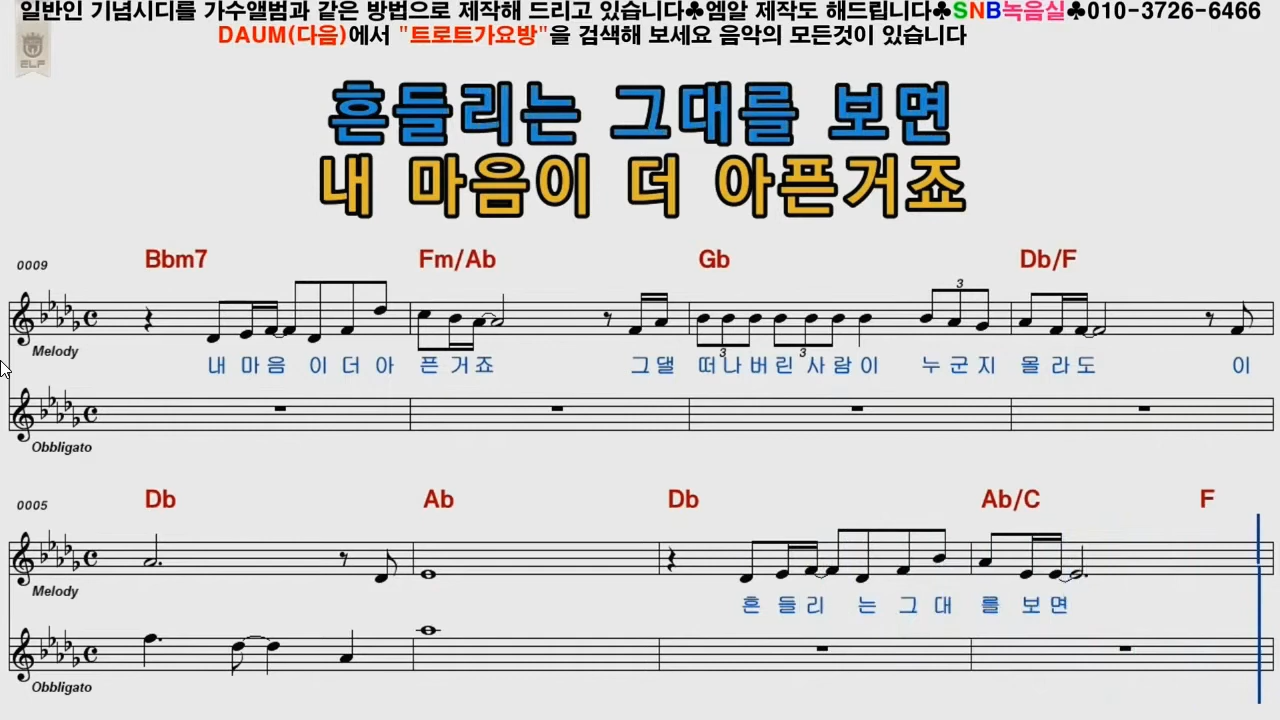 일반인 기념시디를 가수앨범과 같은 방법으로 제작해 드리고 있습니다♣엠알 제작도 해드립니다♣SNB녹음실♣010-3726-6466
DAUM(다음)에서 "트로트가요방"을 검색해 보세요 음악의 모든것이 있습니다
ELF
흔들리는 그대를 보면
내 마음이 더 아픈거죠
0009 Bbm7 Fm/Ab Gb Db/F
3
Melody
3 3
내 마음 이 더 아 픈 거 죠 그 댈 떠 나 버 린 사 람 이 누 군 지 올 라 도 이
Obbligato
0005 Db Ab Db Ab/C F
Melody
흔 들 리 는 그 대 를 보 면
Obbligato